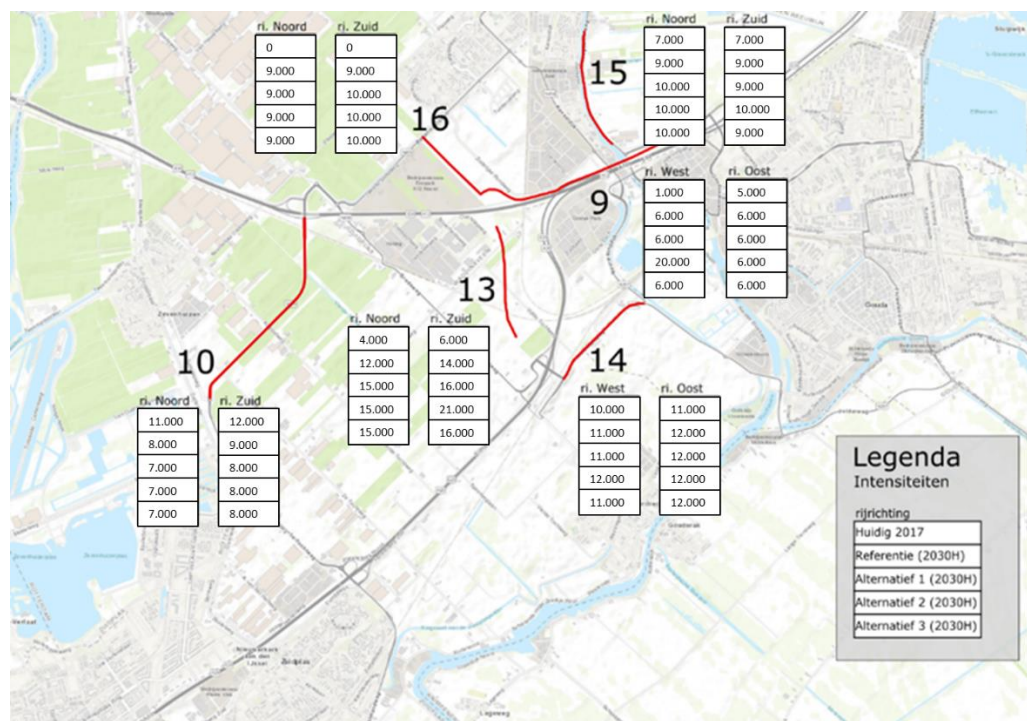 ri. Noord ri. Zuid
0 0
9.000 9.000
9.000 10.000
9.000 10.000
9.000 10.000
16
15
ri. Noord ri. Zuid
7.000 7.000
9.000 9.000
10.000 9.000
10.000 10.000
10.000 9.000
9
ri. West ri. Oost
1.000 5.000
6.000 6.000
6.000 6.000
20.000 6.000
6.000 6.000
13
ri. Noord ri. Zuid
4.000 6.000
12.000 14.000
15.000 16.000
15.000 21.000
15.000 16.000
14
ri. West ri. Oost
10.000 11.000
11.000 12.000
11.000 12.000
12.000 12.000
11.000 12.000
10
ri. Noord ri. Zuid
11.000 12.000
8.000 9.000
7.000 8.000
7.000 8.000
7.000 8.000
Gouda
Zevenhuizen
Nieuwerkerk
aan den
IJssel
Zuidplas
Lageweg
Legenda
Intensiteiten
rijrichting
Huidig 2017
Referentie (2030H)
Alternatief 1 (2030H)
Alternatief 2 (2030H)
Alternatief 3 (2030H)